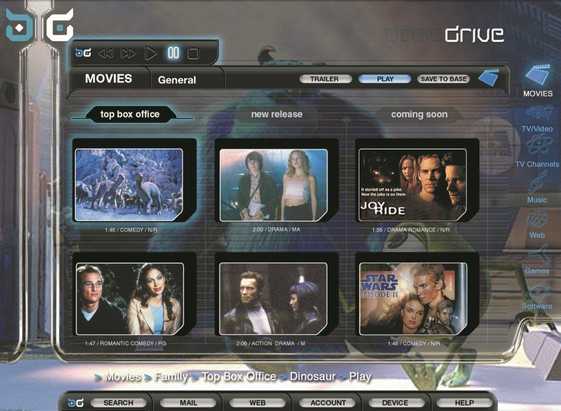 drive
MOVIES General TRAILER PLAY SAVE TO BASE
MOVIES
top box office new release coming soon
TV/Video
TV Channels
It started off as a joke.
Now the joke is on them.
JOY
RIDE
Music
1:46 / COMEDY / N/R 2:00 / DRAMA / MA 1:36 / DRAMA ROMANCE / N/R
Web
STAR
WARS
EPISODE II
Games
Software
1:47 / ROMANTIC COMEDY / PG 2:06 / ACTION DRAMA / M 1:46 / COMEDY / N/R
> Movies > Family > Top Box Office > Dinosaur > Play
SEARCH MAIL WEB ACCOUNT DEVICE HELP